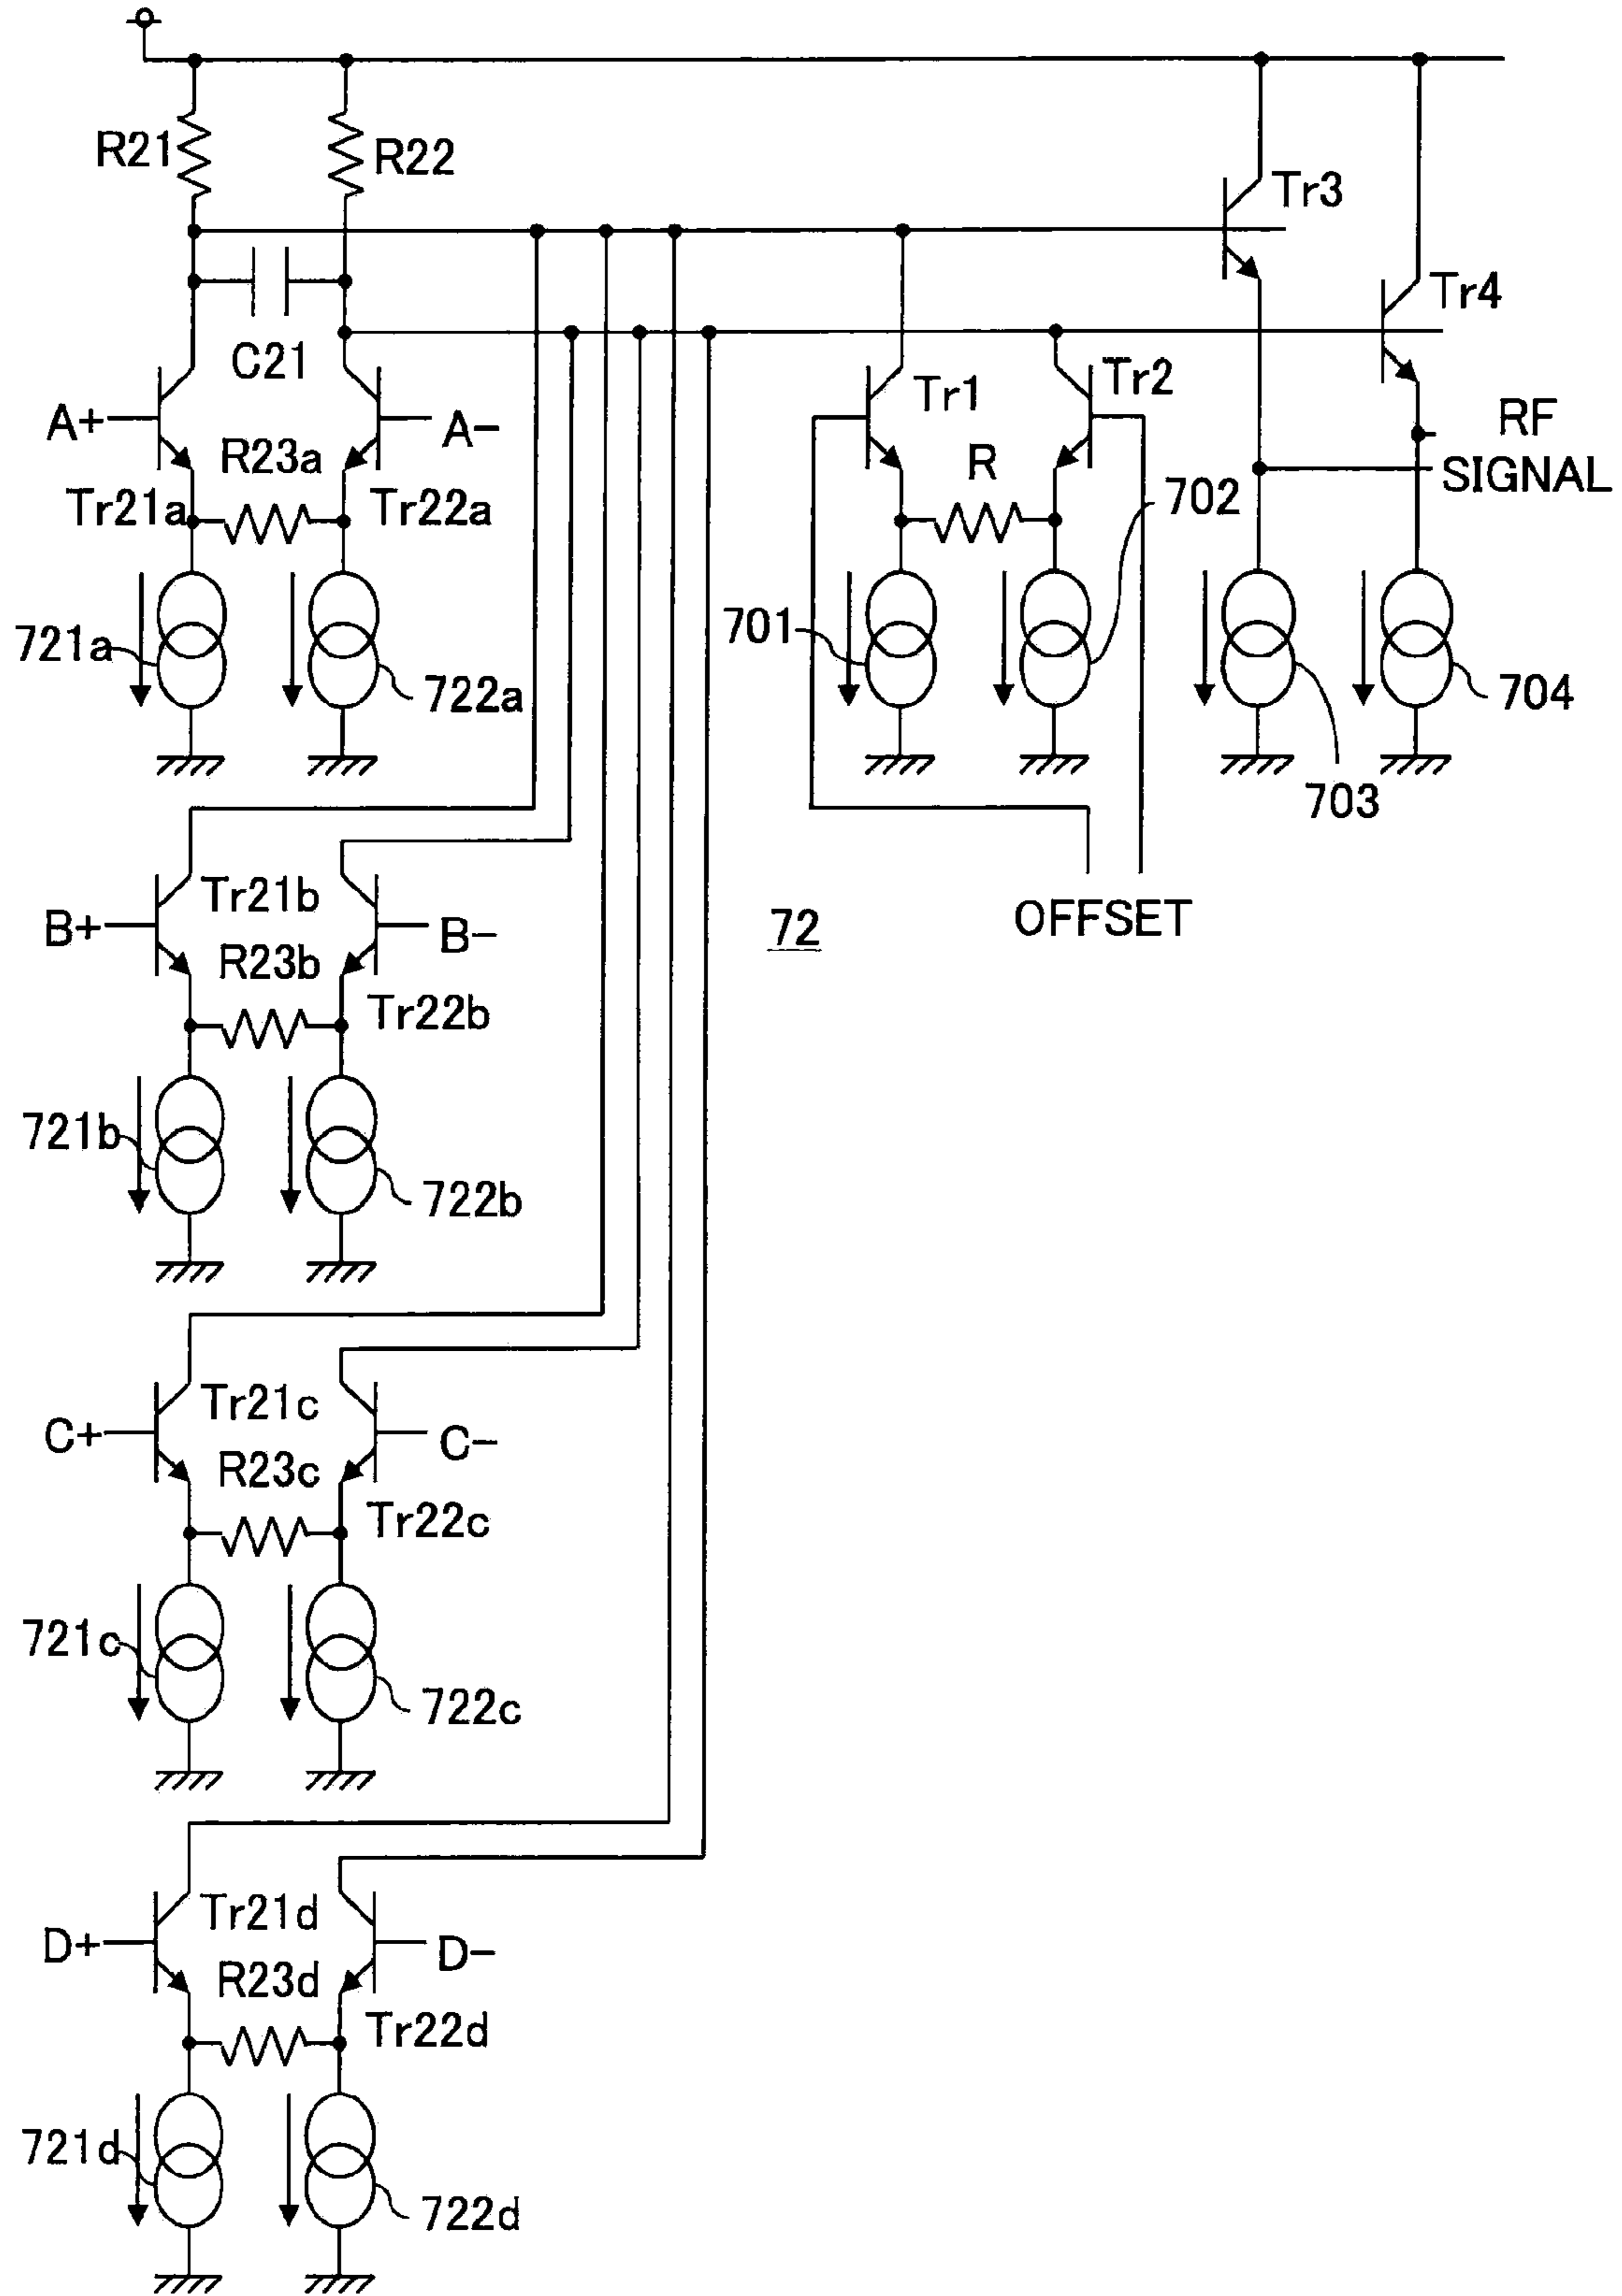 R21
R22
Tr3
Tr4
C21
Tr1
Tr2
A+
A-
R23a
R
RF
SIGNAL
Tr21a
Tr22a
702
721a
722a
701
704
703
B+
Tr21b
B-
R23b
Tr22b
72
OFFSET
721b
722b
C+
Tr21c
C-
R23c
Tr22c
721c
722c
D+
Tr21d
D-
R23d
Tr22d
721d
722d